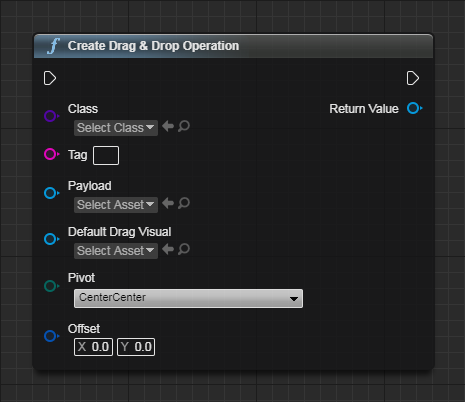 Create Drag & Drop Operation
Class
Return Value
Select Class
Tag
Payload
Select Asset
Default Drag Visual
Select Asset
Pivot
CenterCenter
Offset
X 0.0 Y 0.0